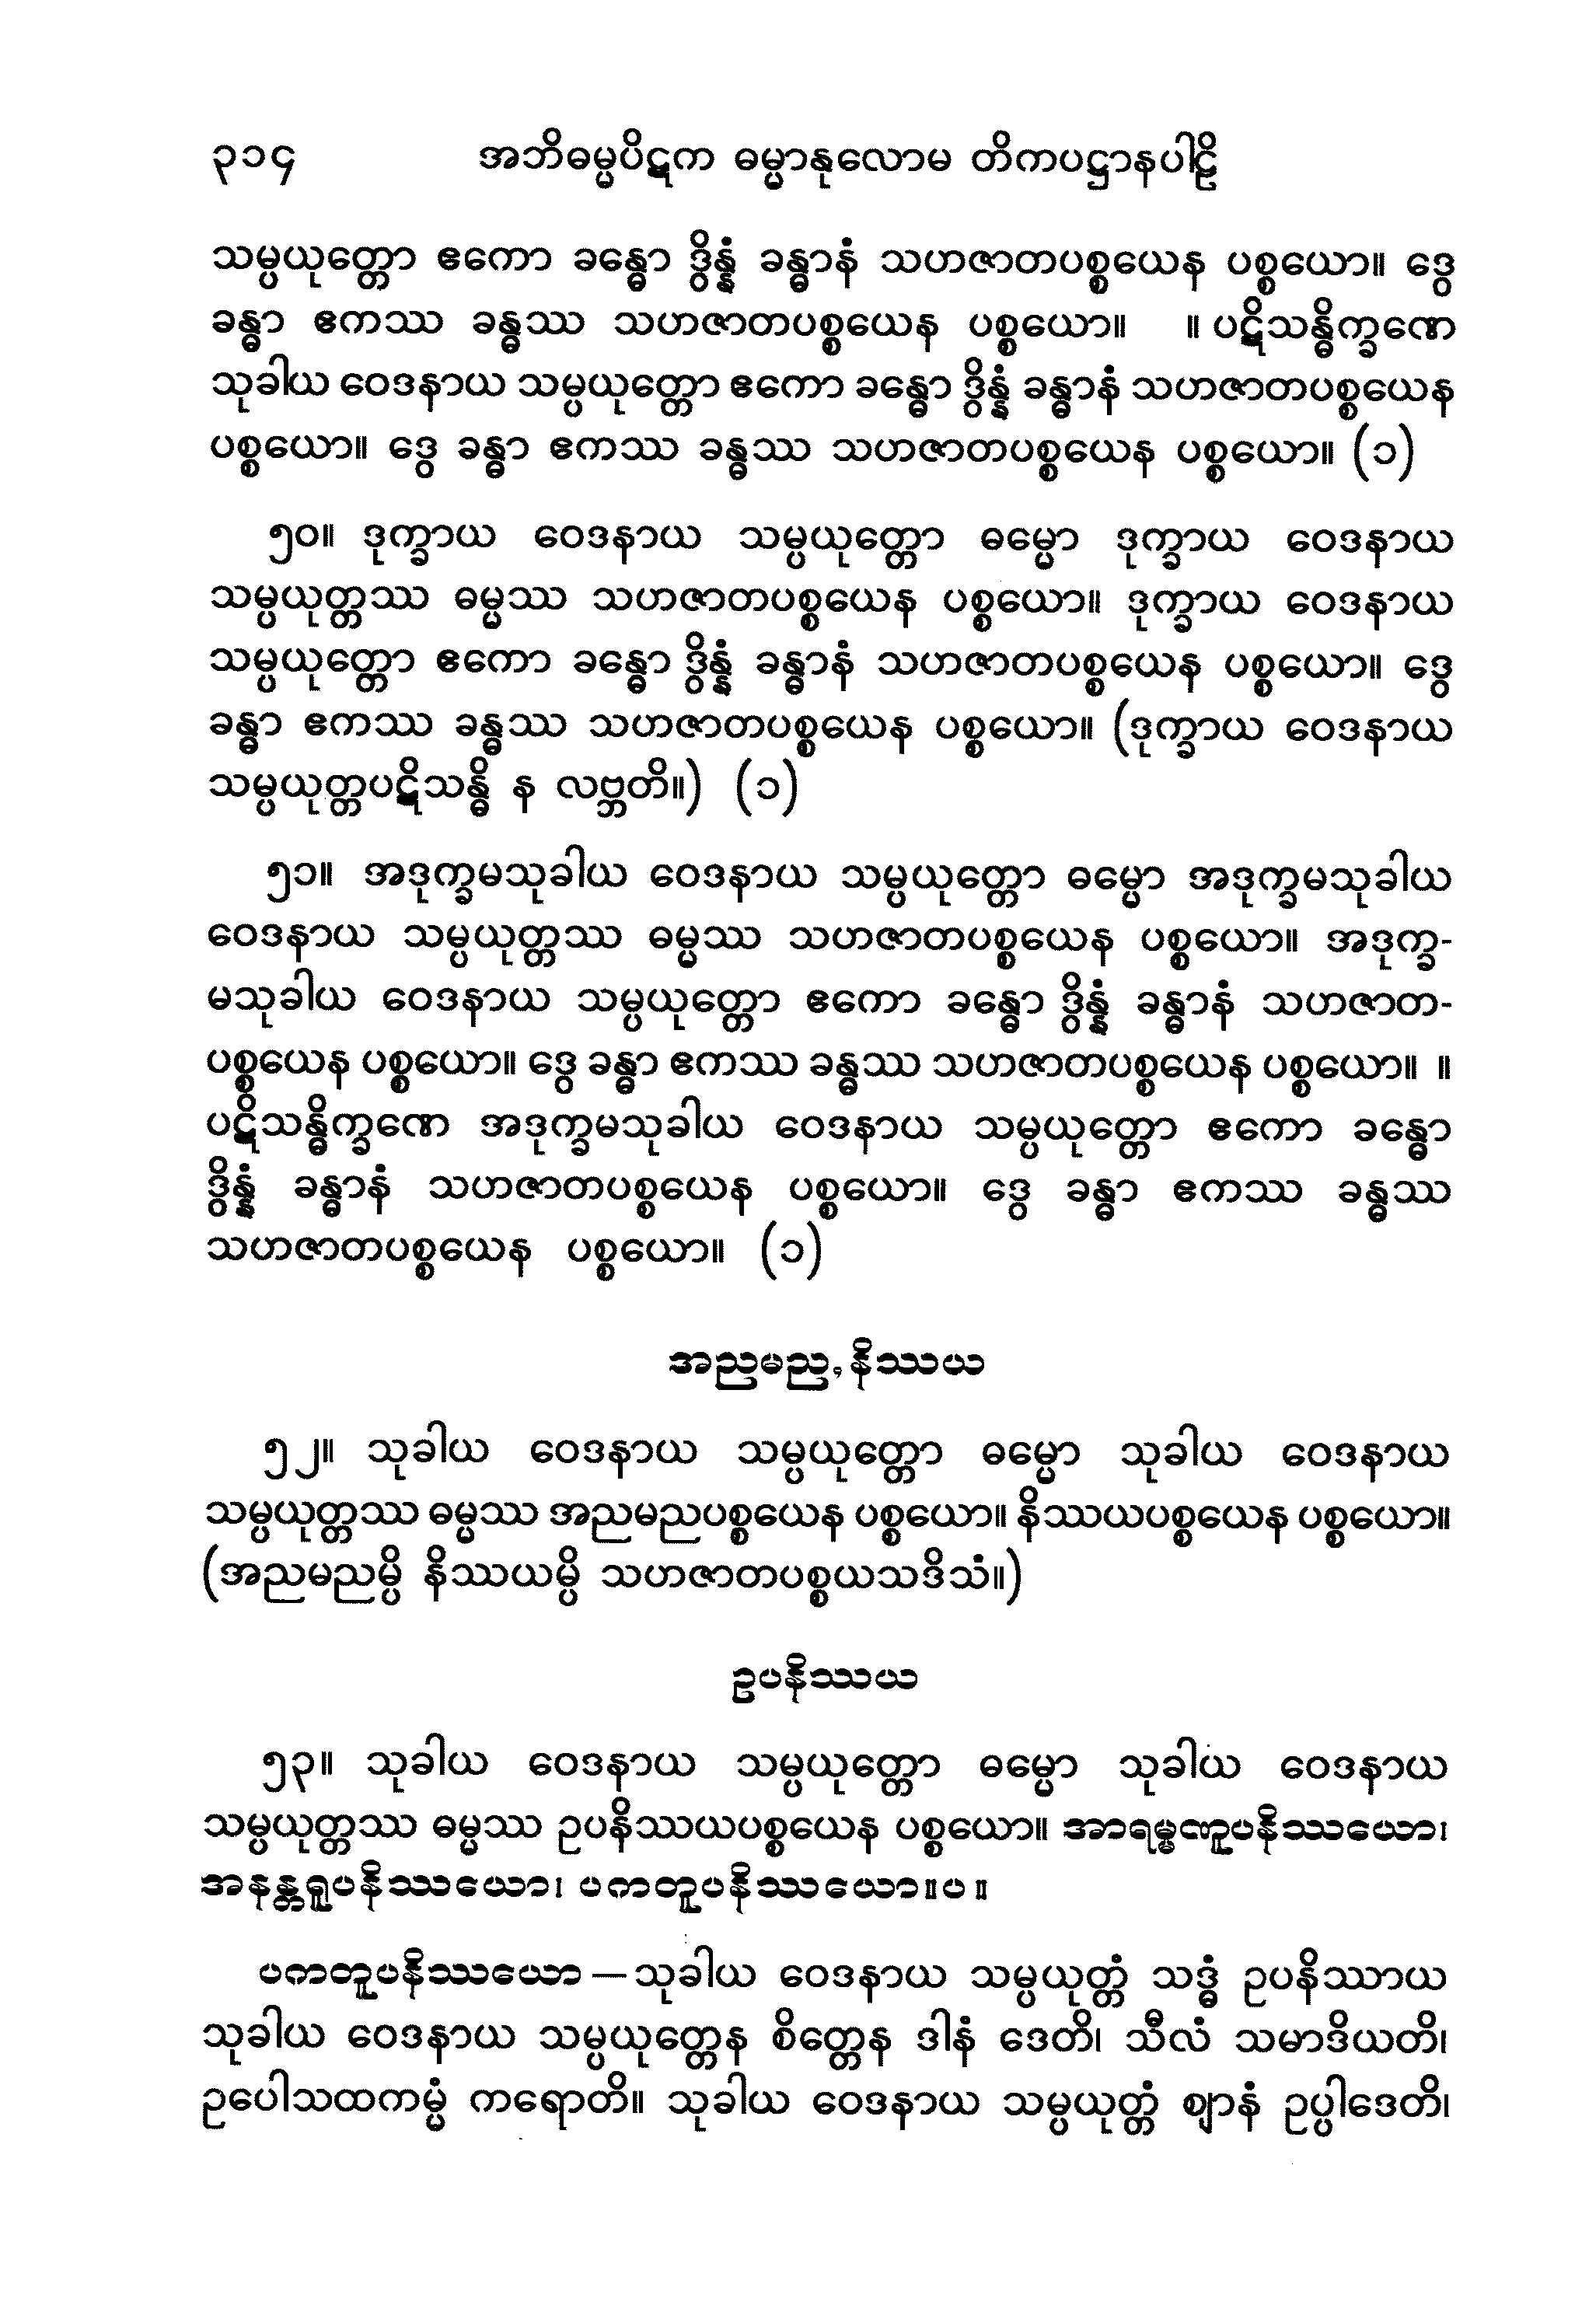 ၃၁၄ အဘိဓမ္မပိဋက ဓမ္မာနုလောမ တိကပဋ္ဌာနပါဠိ
သမ္ပယုတ္တော ဧကော ခန္ဓော ဒွိန္နံ ခန္ဓာနံ သဟဇာတပစ္စယေန ပစ္စယော။ ဒွေ
ခန္ဓာ ဧကဿ ခန္ဓဿ သဟဇာတပစ္စယေန ပစ္စယော။ ။ ပဋိသန္ဓိက္ခဏေ
သုခါယ ဝေဒနာယ သမ္ပယုတ္တော ဧကော ခန္ဓော ဒွိန္နံ ခန္ဓာနံ သဟဇာတပစ္စယေန
ပစ္စယော။ ဒွေ ခန္ဓာ ဧကဿ ခန္ဓဿ သဟဇာတပစ္စယေန ပစ္စယော။ (၁)
၅၀။ ဒုက္ခာယ ဝေဒနာယ သမ္ပယုတ္တော ဓမ္မော ဒုက္ခာယ ဝေဒနာယ
သမ္ပယုတ္တဿ ဓမ္မဿ သဟဇာတပစ္စယေန ပစ္စယော။ ဒုက္ခာယ ဝေဒနာယ
သမ္ပယုတ္တော ဧကော ခန္ဓော ဒွိန္နံ ခန္ဓာနံ သဟဇာတပစ္စယေန ပစ္စယော။ ဒွေ
ခန္ဓာ ဧကဿ ခန္ဓဿ သဟဇာတပစ္စယေန ပစ္စယော။ (ဒုက္ခာယ ဝေဒနာယ
သမ္ပယုတ္တပဋိသန္ဓိ န လဗ္ဘတိ။) (၁)
၅၁။ အဒုက္ခမသုခါယ ဝေဒနာယ သမ္ပယုတ္တော ဓမ္မော အဒုက္ခမသုခါယ
ဝေဒနာယ သမ္ပယုတ္တဿ ဓမ္မဿ သဟဇာတပစ္စယေန ပစ္စယော။ အဒုက္ခ-
မသုခါယ ဝေဒနာယ သမ္ပယုတ္တော ဧကော ခန္ဓော ဒွိန္နံ ခန္ဓာနံ သဟဇာတ-
ပစ္စယေန ပစ္စယော။ ဒွေ ခန္ဓာ ဧကဿ ခန္ဓဿ သဟဇာတပစ္စယေန ပစ္စယော။ ။
ပဋိသန္ဓိက္ခဏေ အဒုက္ခမသုခါယ ဝေဒနာယ သမ္ပယုတ္တော ဧကော ခန္ဓော
ဒွိန္နံ ခန္ဓာနံ သဟဇာတပစ္စယေန ပစ္စယော။ ဒွေ ခန္ဓာ ဧကဿ ခန္ဓဿ
သဟဇာတပစ္စယေန ပစ္စယော။ (၁)
အညမည,နိဿယ
၅၂။ သုခါယ ဝေဒနာယ သမ္ပယုတ္တော ဓမ္မော သုခါယ ဝေဒနာယ
သမ္ပယုတ္တဿ ဓမ္မဿ အညမညပစ္စယေန ပစ္စယော။ နိဿယပစ္စယေန ပစ္စယော။
(အညမညမ္ပိ နိဿယမ္ပိ သဟဇာတပစ္စယသဒိသံ။)
ဥပနိဿယ
၅၃။ သုခါယ ဝေဒနာယ သမ္ပယုတ္တော ဓမ္မော သုခါယ ဝေဒနာယ
သမ္ပယုတ္တဿ ဓမ္မဿ ဥပနိဿယပစ္စယေန ပစ္စယော။ အာရမ္မဏူပနိဿယော၊
အနန္တရူပနိဿယော၊ ပကတူပနိဿယော။ပ။
ပကတူပနိဿယော—သုခါယ ဝေဒနာယ သမ္ပယုတ္တံ သဒ္ဓံ ဥပနိဿာယ
သုခါယ ဝေဒနာယ သမ္ပယုတ္တေန စိတ္တေန ဒါနံ ဒေတိ၊ သီလံ သမာဒိယတိ၊
ဥပေါသထကမ္မံ ကရောတိ။ သုခါယ ဝေဒနာယ သမ္ပယုတ္တံ ဈာနံ ဥပ္ပါဒေတိ၊